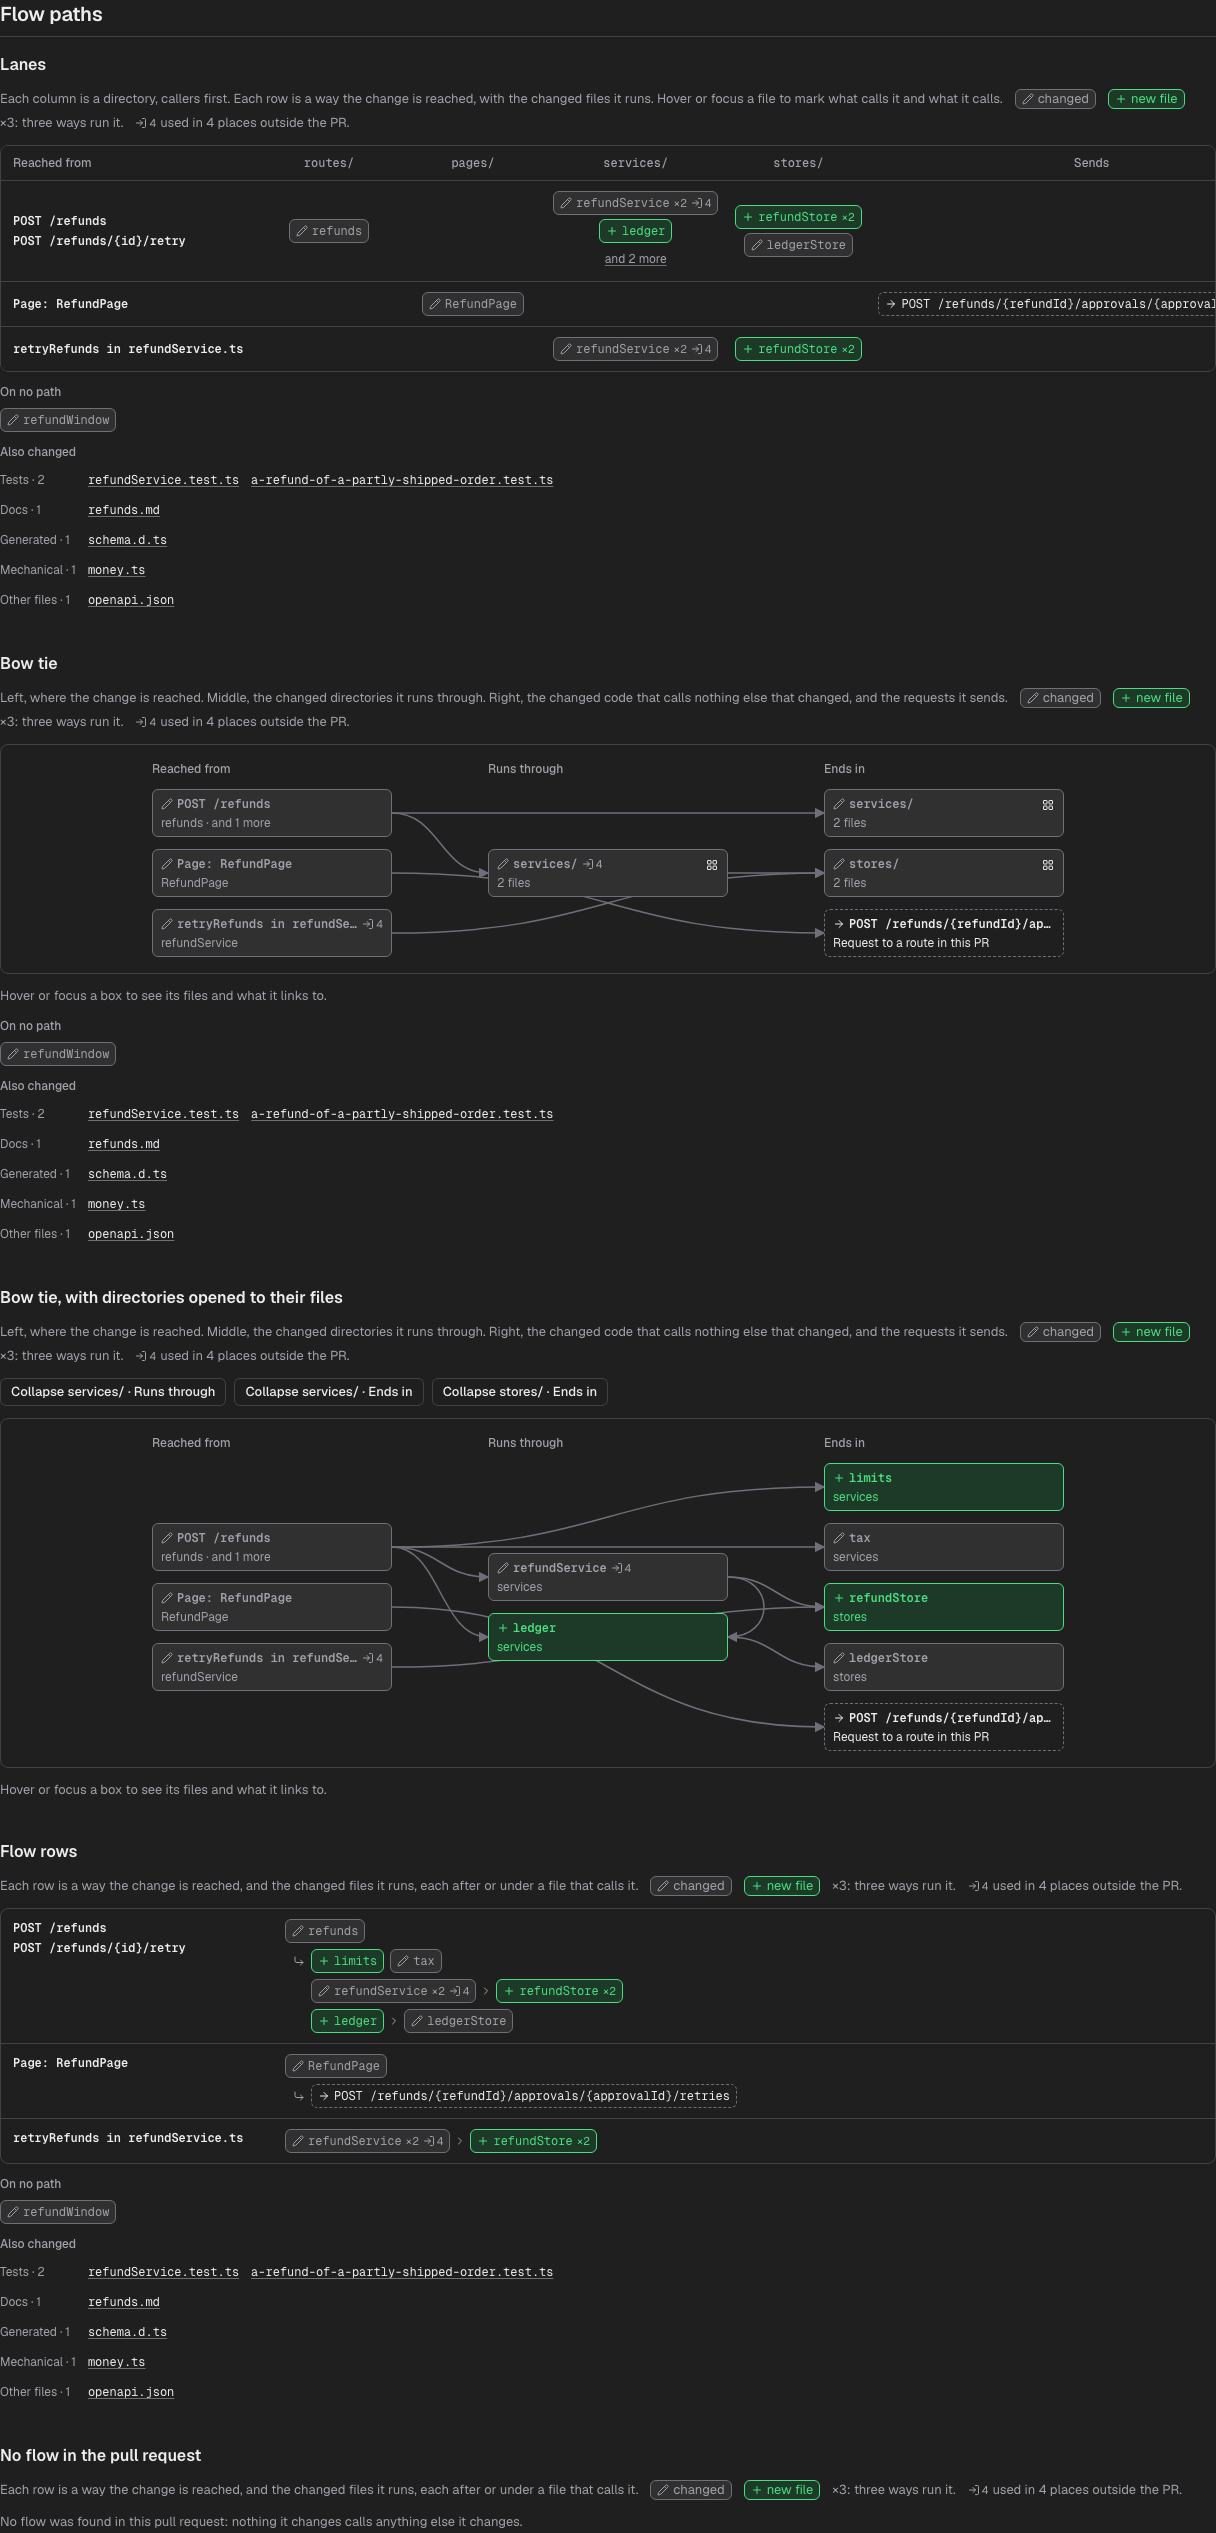 Flow paths
Lanes
Each column is a directory, callers first. Each row is a way the change is reached, with the changed files it runs. Hover or focus a file to mark what calls it and what it calls. changed + new file
×3: three ways run it. 4 used in 4 places outside the PR.
Reached from routes/ pages/ services/ stores/ Sends
POST /refunds
POST /refunds/{id}/retry
refunds
refundService ×2 4
+ ledger
and 2 more
+ refundStore ×2
ledgerStore
Page: RefundPage RefundPage → POST /refunds/{refundId}/approvals/{approval
retryRefunds in refundService.ts refundService ×2 4 + refundStore ×2
On no path
refundWindow
Also changed
Tests · 2 refundService.test.ts a-refund-of-a-partly-shipped-order.test.ts
Docs · 1 refunds.md
Generated · 1 schema.d.ts
Mechanical · 1 money.ts
Other files · 1 openapi.json
Bow tie
Left, where the change is reached. Middle, the changed directories it runs through. Right, the changed code that calls nothing else that changed, and the requests it sends. changed + new file
×3: three ways run it. 4 used in 4 places outside the PR.
Reached from Runs through Ends in
POST /refunds
refunds · and 1 more
services/
2 files
Page: RefundPage
RefundPage
services/ 4
2 files
stores/
2 files
retryRefunds in refundSe… 4
refundService
→ POST /refunds/{refundId}/ap…
Request to a route in this PR
Hover or focus a box to see its files and what it links to.
On no path
refundWindow
Also changed
Tests · 2 refundService.test.ts a-refund-of-a-partly-shipped-order.test.ts
Docs · 1 refunds.md
Generated · 1 schema.d.ts
Mechanical · 1 money.ts
Other files · 1 openapi.json
Bow tie, with directories opened to their files
Left, where the change is reached. Middle, the changed directories it runs through. Right, the changed code that calls nothing else that changed, and the requests it sends. changed + new file
×3: three ways run it. 4 used in 4 places outside the PR.
Collapse services/ · Runs through Collapse services/ · Ends in Collapse stores/ · Ends in
Reached from Runs through Ends in
+ limits
services
POST /refunds
refunds · and 1 more
tax
services
refundService 4
services
Page: RefundPage
RefundPage
+ refundStore
stores
+ ledger
services
retryRefunds in refundSe… 4
refundService
ledgerStore
stores
→ POST /refunds/{refundId}/ap…
Request to a route in this PR
Hover or focus a box to see its files and what it links to.
Flow rows
Each row is a way the change is reached, and the changed files it runs, each after or under a file that calls it. changed + new file ×3: three ways run it. 4 used in 4 places outside the PR.
POST /refunds
POST /refunds/{id}/retry
refunds
+ limits tax
refundService ×2 4 > + refundStore ×2
+ ledger > ledgerStore
Page: RefundPage RefundPage
→ POST /refunds/{refundId}/approvals/{approvalId}/retries
retryRefunds in refundService.ts refundService ×2 4 > + refundStore ×2
On no path
refundWindow
Also changed
Tests · 2 refundService.test.ts a-refund-of-a-partly-shipped-order.test.ts
Docs · 1 refunds.md
Generated · 1 schema.d.ts
Mechanical · 1 money.ts
Other files · 1 openapi.json
No flow in the pull request
Each row is a way the change is reached, and the changed files it runs, each after or under a file that calls it. changed + new file ×3: three ways run it. 4 used in 4 places outside the PR.
No flow was found in this pull request: nothing it changes calls anything else it changes.